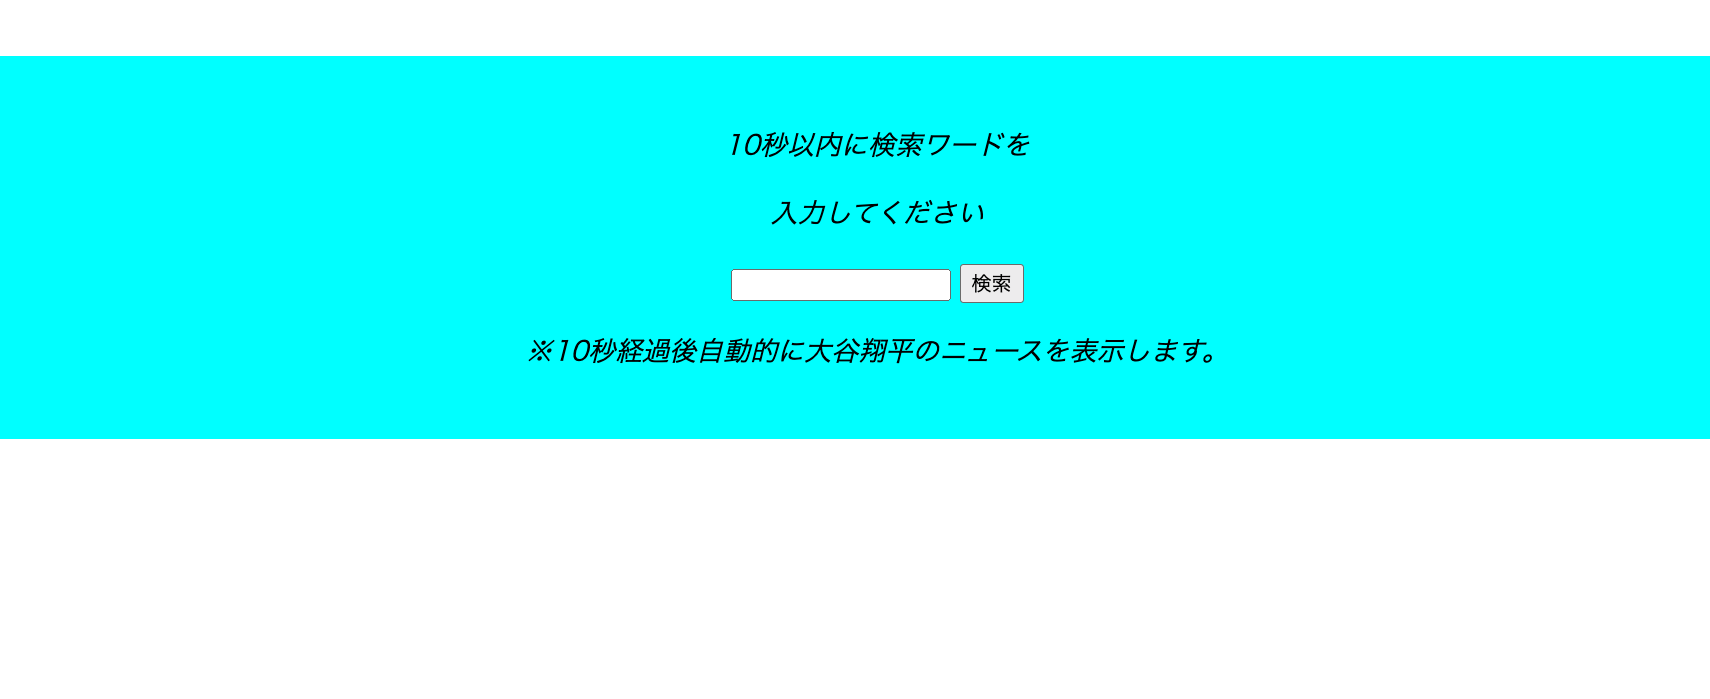 10秒以内に検索ワードを
入力してください
検索
※10秒経過後自動的に大谷翔平のニュースを表示します。